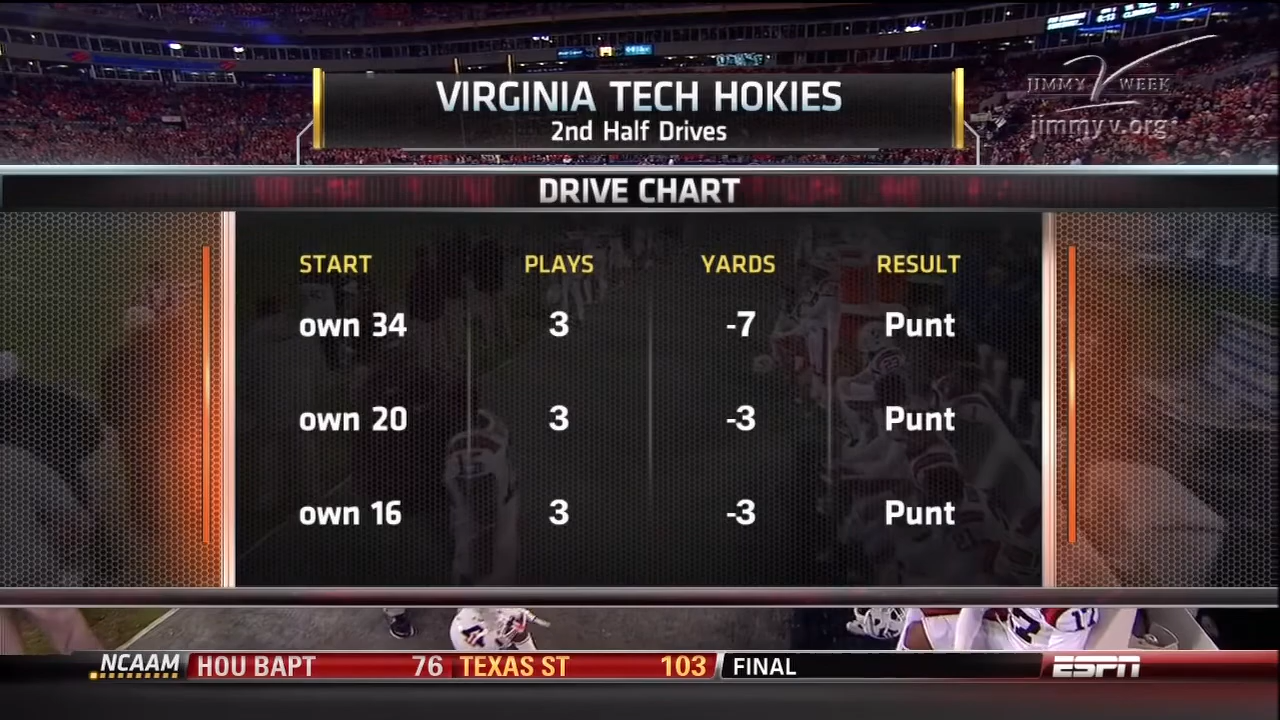 JIMMY V WEEK
jimmyv.org
VIRGINIA TECH HOKIES
2nd Half Drives
DRIVE CHART
START PLAYS YARDS RESULT
own 34 3 -7 Punt
own 20 3 -3 Punt
own 16 3 -3 Punt
17
NCAAM HOU BAPT 76 TEXAS ST 103 FINAL ESPN